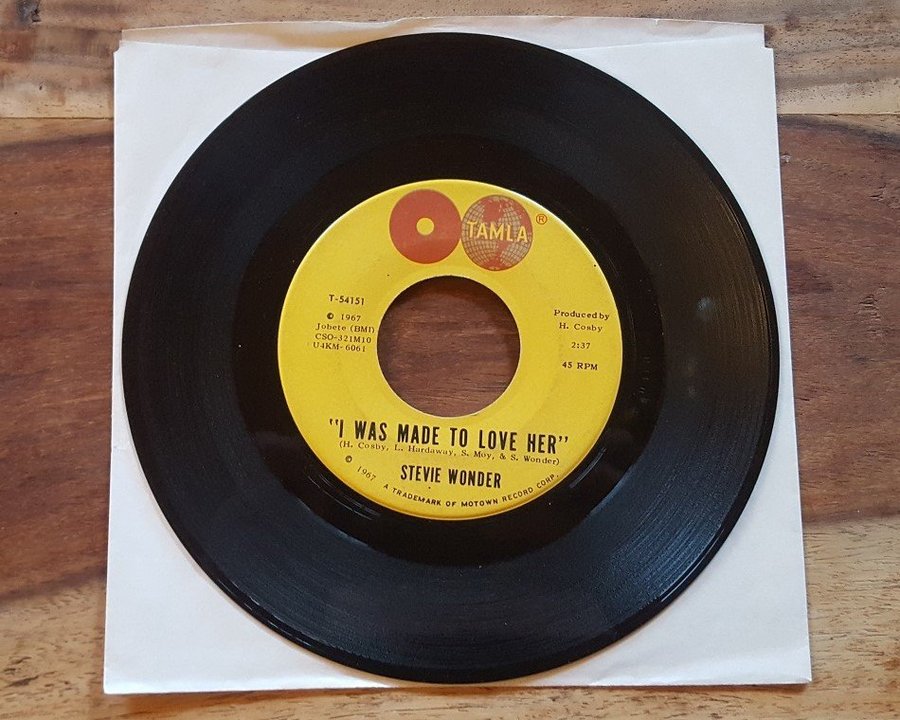 TAMLA ®
T-54151
© 1967
Jobete (BMI)
CSO-321M10
U4KM-6061
Produced by
H. Cosby
2:37
45 RPM
"I WAS MADE TO LOVE HER"
(H. Cosby, L. Hardaway, S. Moy, & S. Wonder)
STEVIE WONDER
© 1967 A TRADEMARK OF MOTOWN RECORD CORP.